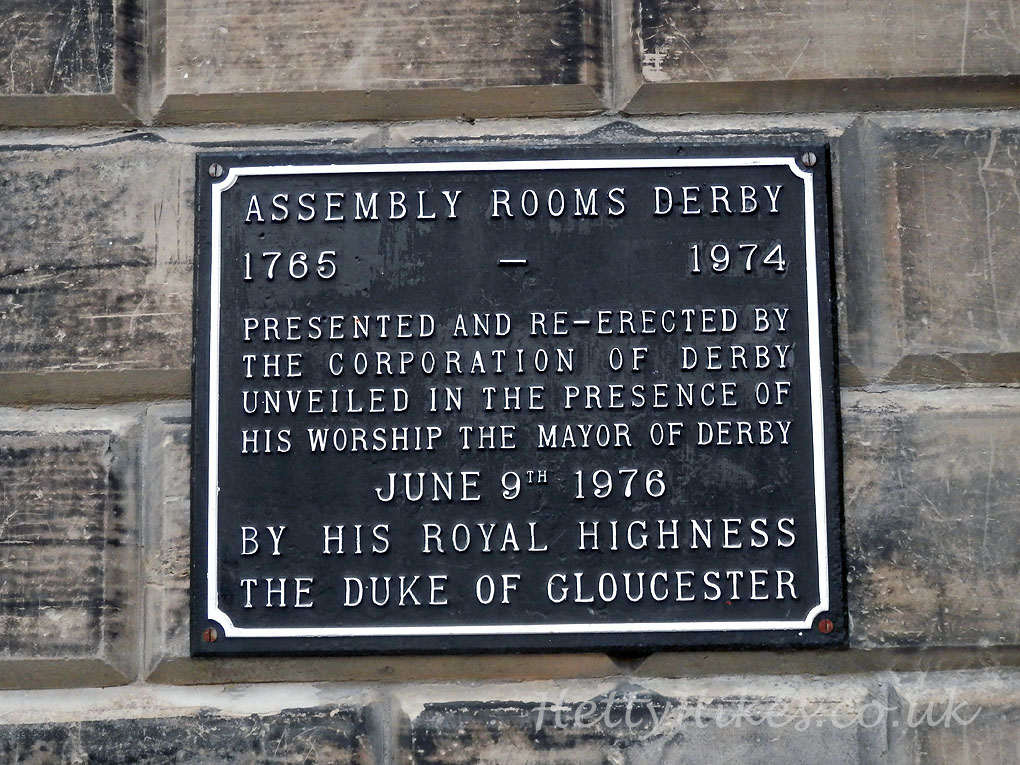 ASSEMBLY ROOMS DERBY
1765 – 1974
PRESENTED AND RE-ERECTED BY
THE CORPORATION OF DERBY
UNVEILED IN THE PRESENCE OF
HIS WORSHIP THE MAYOR OF DERBY
JUNE 9TH 1976
BY HIS ROYAL HIGHNESS
THE DUKE OF GLOUCESTER
HettyHikes.co.uk